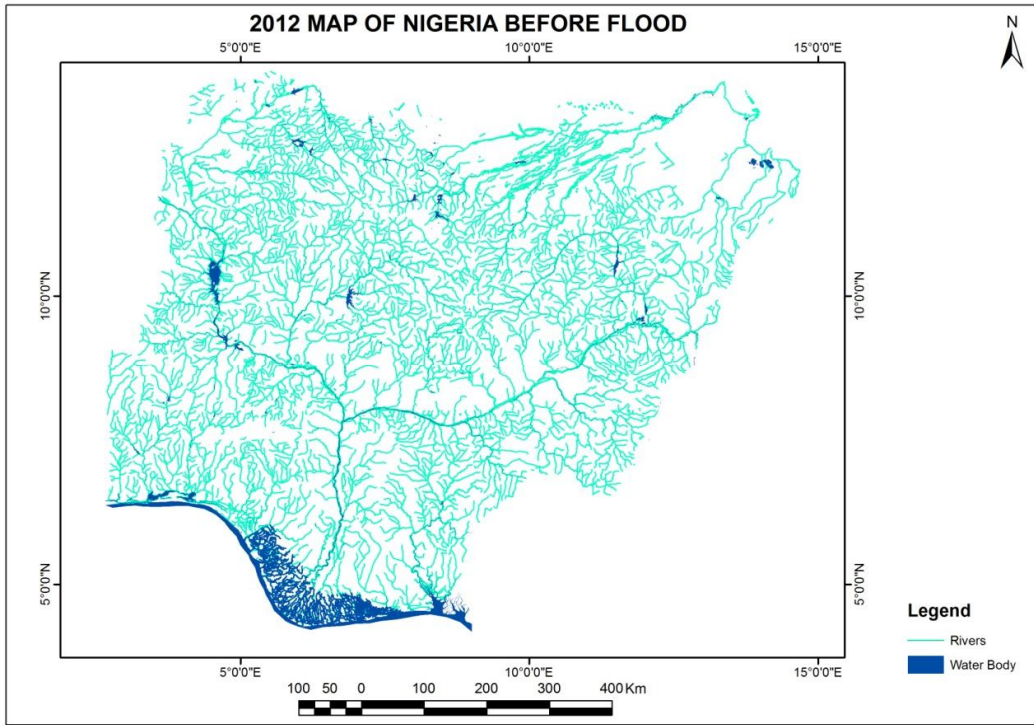 2012 MAP OF NIGERIA BEFORE FLOOD
N
5°0'0"E 10°0'0"E 15°0'0"E
10°0'0"N 10°0'0"N
5°0'0"N 5°0'0"N
Legend
Rivers
Water Body
5°0'0"E 10°0'0"E 15°0'0"E
100 50 0 100 200 300 400 Km